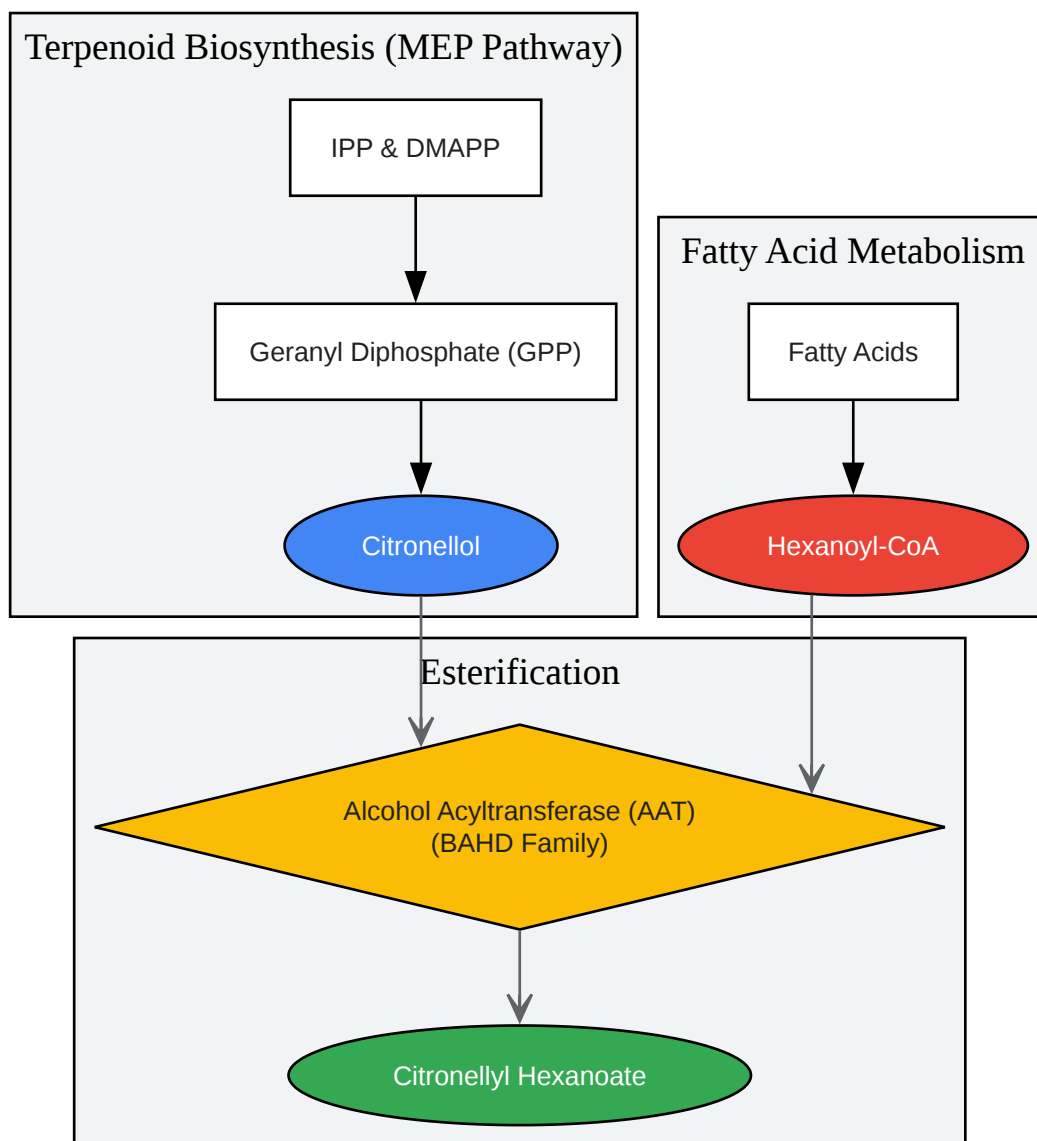 Terpenoid Biosynthesis (MEP Pathway)
IPP & DMAPP
Geranyl Diphosphate (GPP)
Citronellol
Fatty Acid Metabolism
Fatty Acids
Hexanoyl-CoA
Esterification
Alcohol Acyltransferase (AAT)
(BAHD Family)
Citronellyl Hexanoate